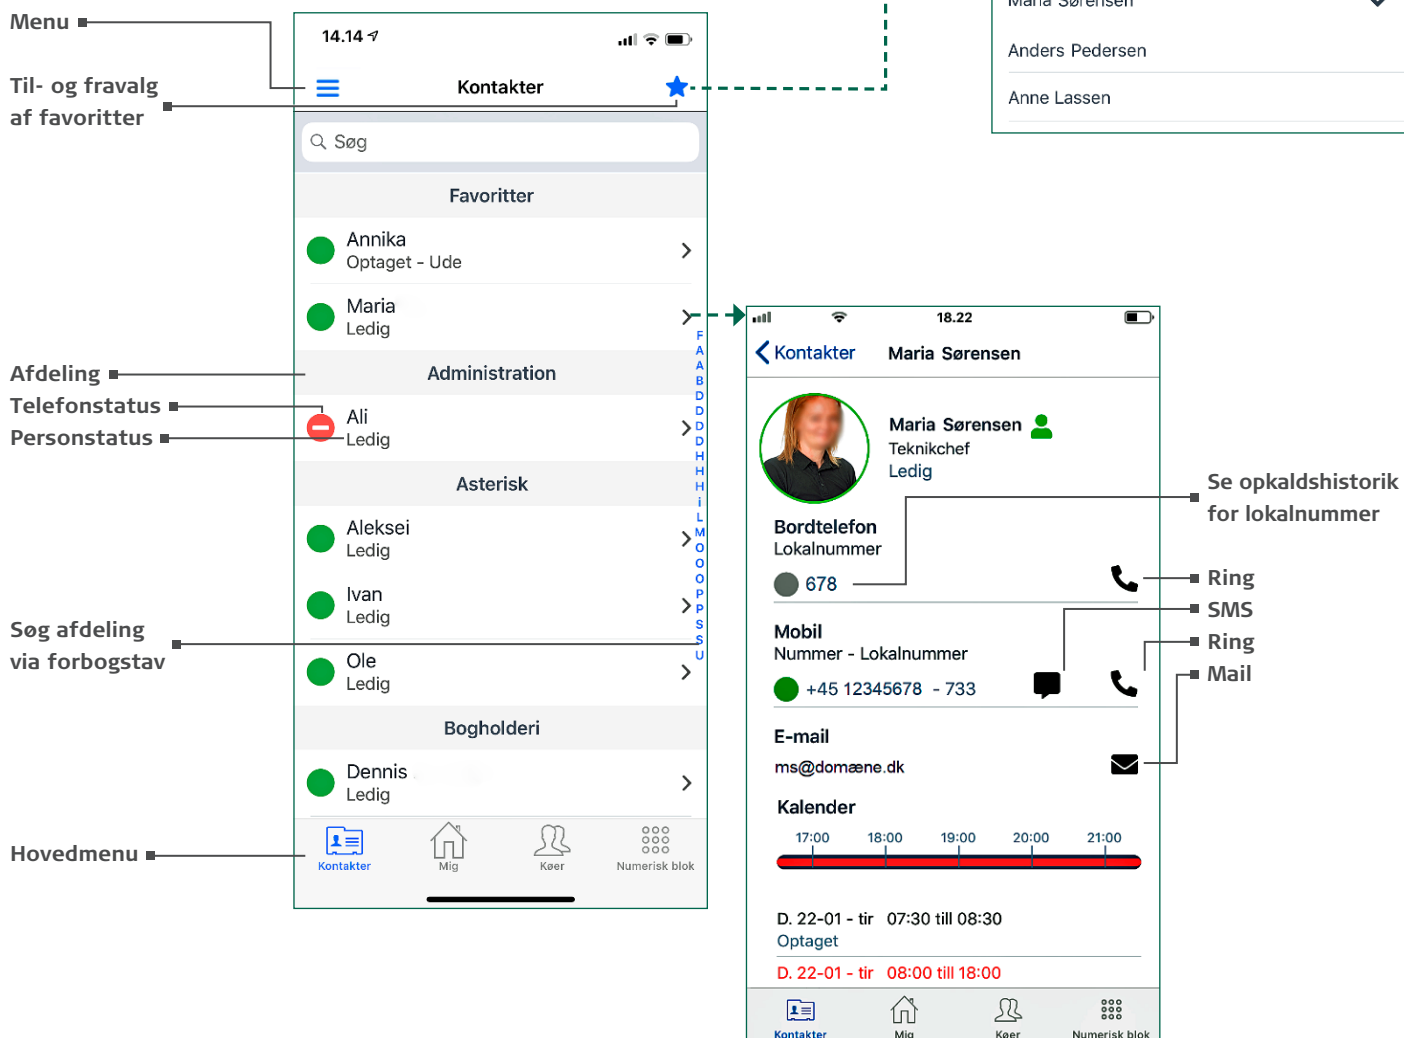 Menu
Til- og fravalg
af favoritter
Afdeling
Telefonstatus
Personstatus
Søg afdeling
via forbogstav
Hovedmenu
14.14
Kontakter
Søg
Favoritter
Annika
Optaget - Ude
Maria
Ledig
Administration
Ali
Ledig
Asterisk
Aleksei
Ledig
Ivan
Ledig
Ole
Ledig
Bogholderi
Dennis
Ledig
F
A
A
B
D
D
D
D
H
H
H
i
L
M
O
O
O
P
P
S
S
U
Kontakter
Mig
Køer
Numerisk blok
Maria Sørensen
Anders Pedersen
Anne Lassen
18.22
Kontakter Maria Sørensen
Maria Sørensen
Teknikchef
Ledig
Bordtelefon
Lokalnummer
678
Mobil
Nummer - Lokalnummer
+45 12345678 - 733
E-mail
ms@domæne.dk
Kalender
17:00 18:00 19:00 20:00 21:00
D. 22-01 - tir 07:30 till 08:30
Optaget
D. 22-01 - tir 08:00 till 18:00
Kontakter
Mig
Køer
Numerisk blok
Se opkaldshistorik
for lokalnummer
Ring
SMS
Ring
Mail